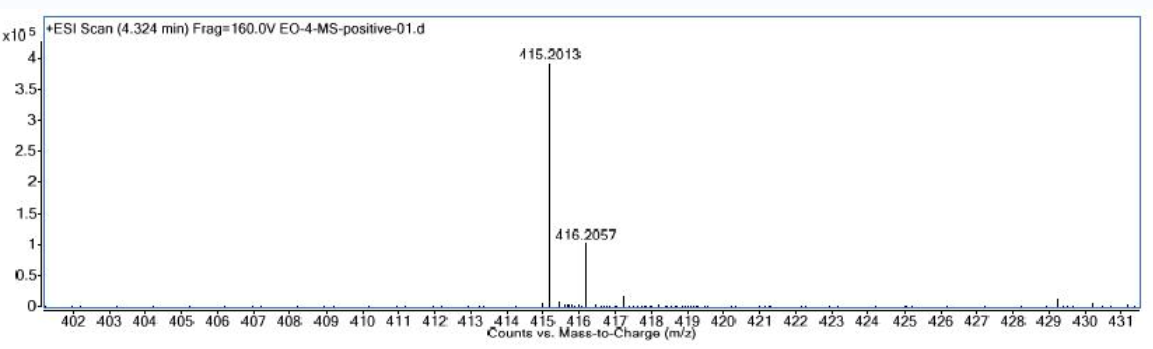 +ESI Scan (4.324 min) Frag=160.0V EO-4-MS-positive-01.d
x10 5
415.2013
4
3.5
3
2.5
2
1.5
416.2057
1
0.5
0
402 403 404 405 406 407 408 409 410 411 412 413 414 415 416 417 418 419 420 421 422 423 424 425 426 427 428 429 430 431
Counts vs. Mass-to-Charge (m/z)